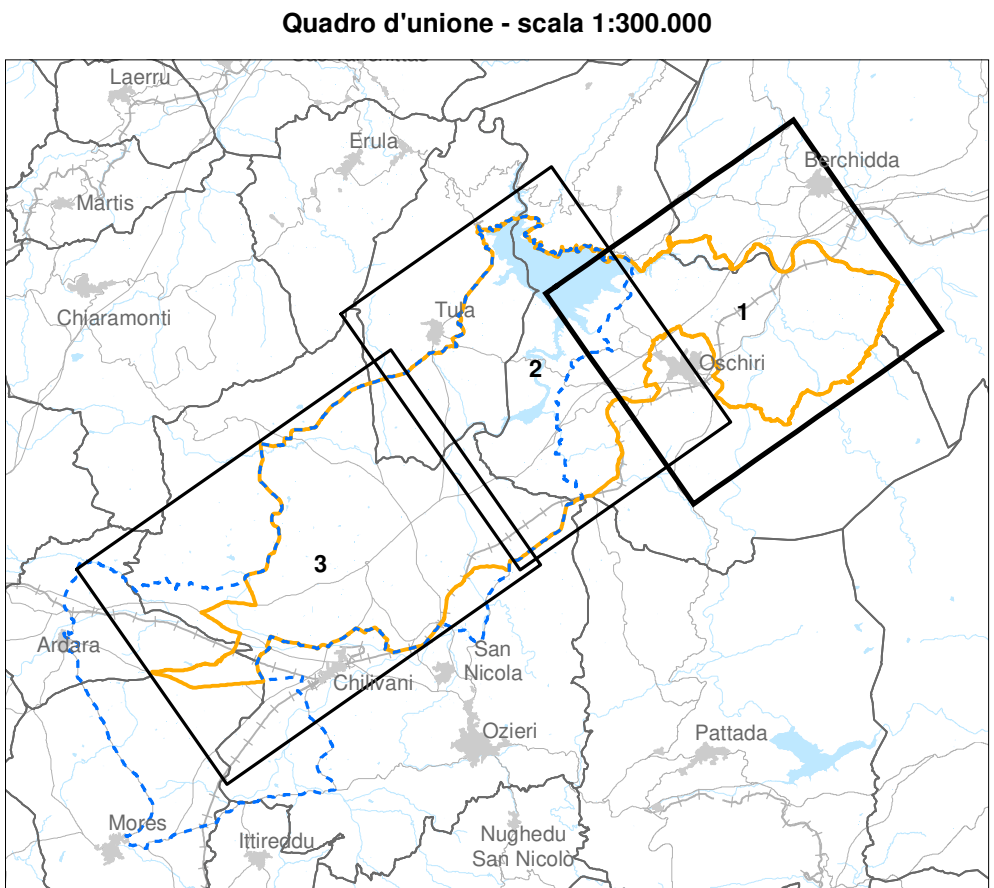 Quadro d'unione - scala 1:300.000
Laerru
Erula
Berchidda
Martis
Chiaramonti
Tula
1
2
Oschiri
3
Ardara
San
Nicola
Chilivani
Ozieri
Pattada
Mores
Ittireddu
Nughedu
San Nicolò